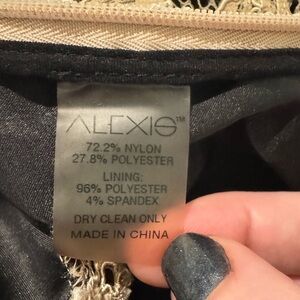 ALEXIS™
72.2% NYLON
27.8% POLYESTER
LINING:
96% POLYESTER
4% SPANDEX
DRY CLEAN ONLY
MADE IN CHINA